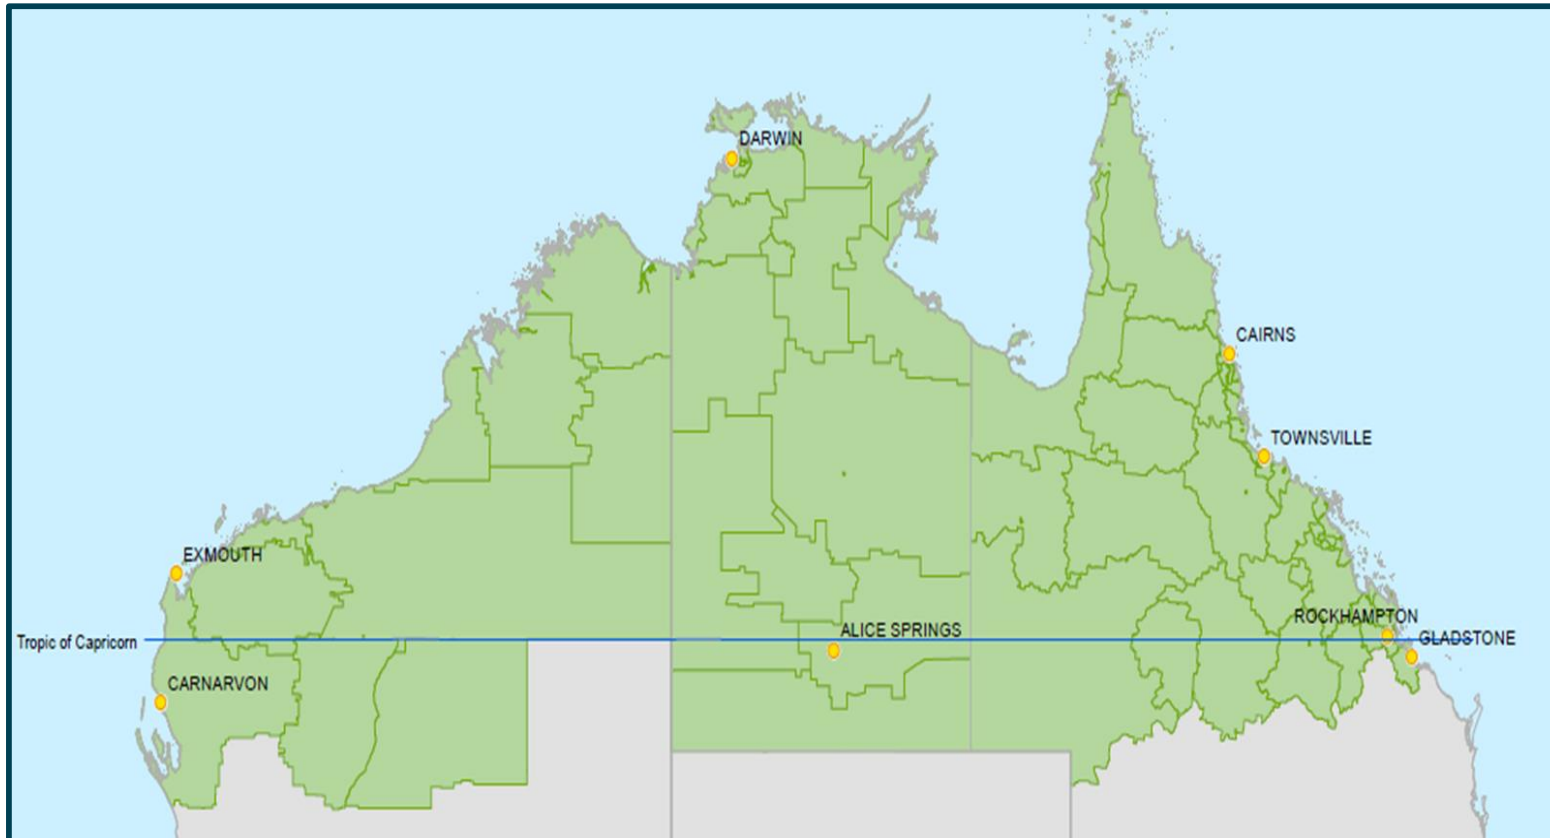 DARWIN
CAIRNS
TOWNSVILLE
EXMOUTH
ROCKHAMPTON
ALICE SPRINGS
GLADSTONE
Tropic of Capricorn
CARNARVON